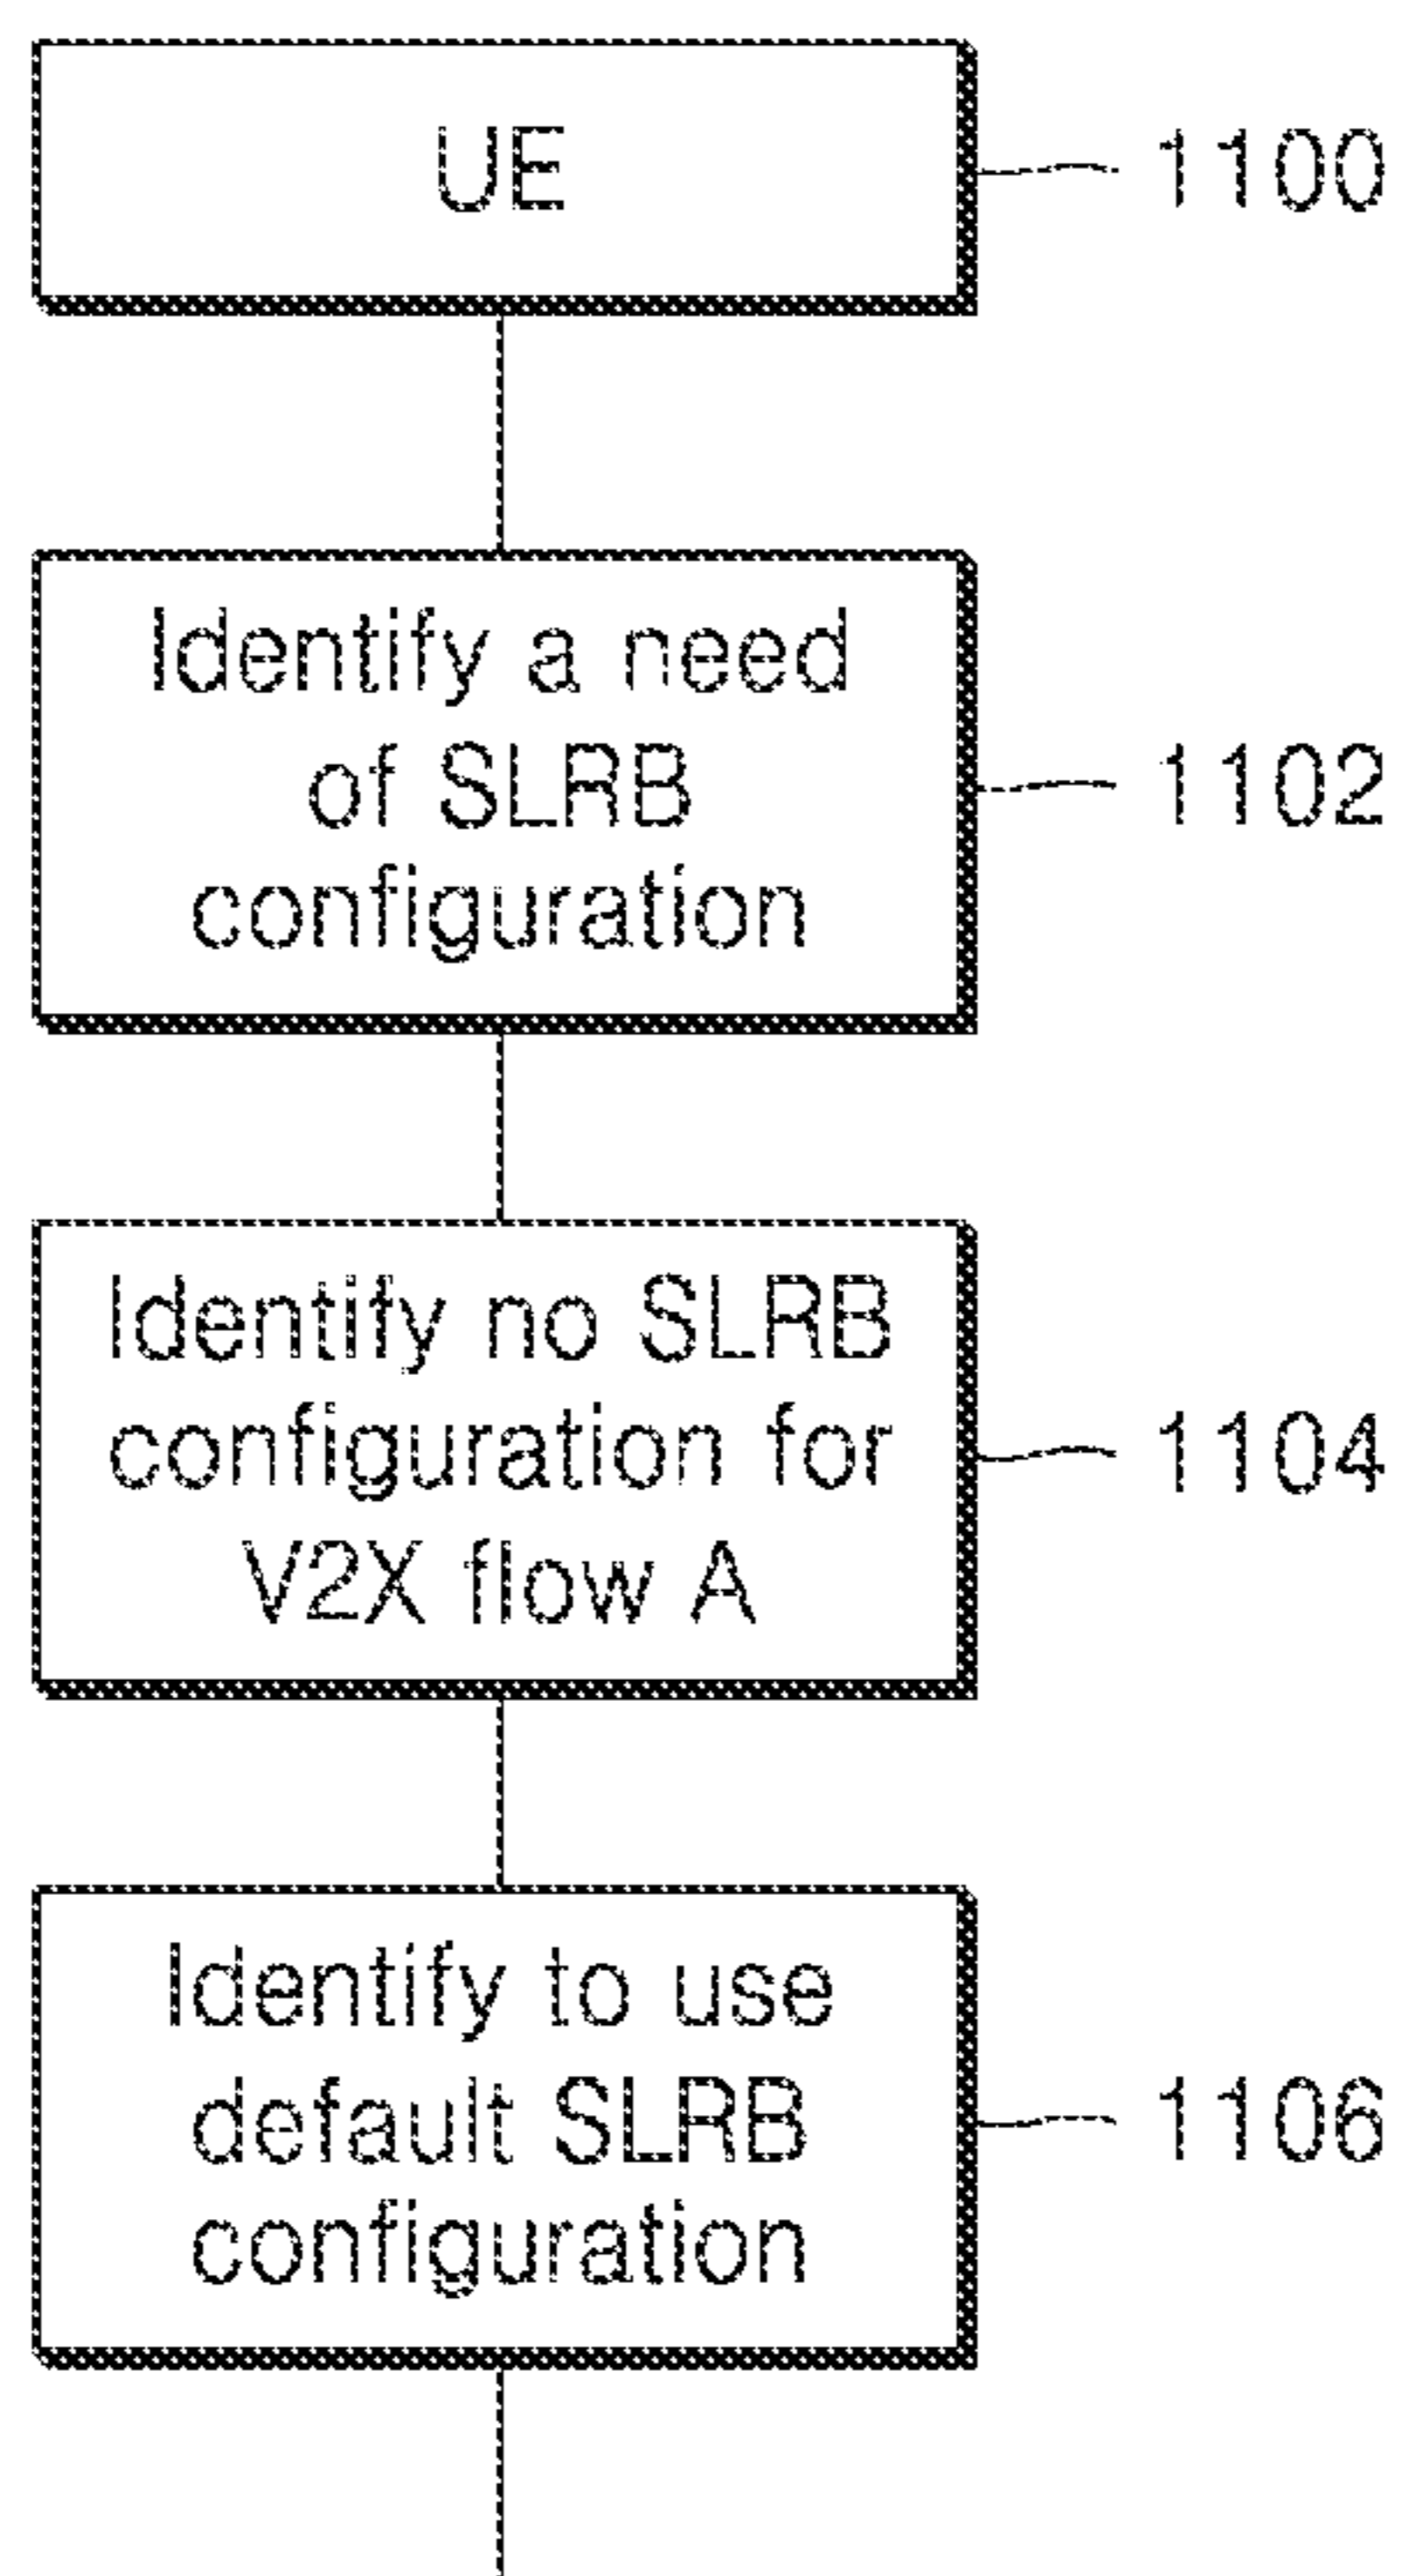 UE
1100
Identify a need
of SLRB
configuration
1102
Identify no SLRB
configuration for
V2X flow A
1104
Identify to use
default SLRB
configuration
1106